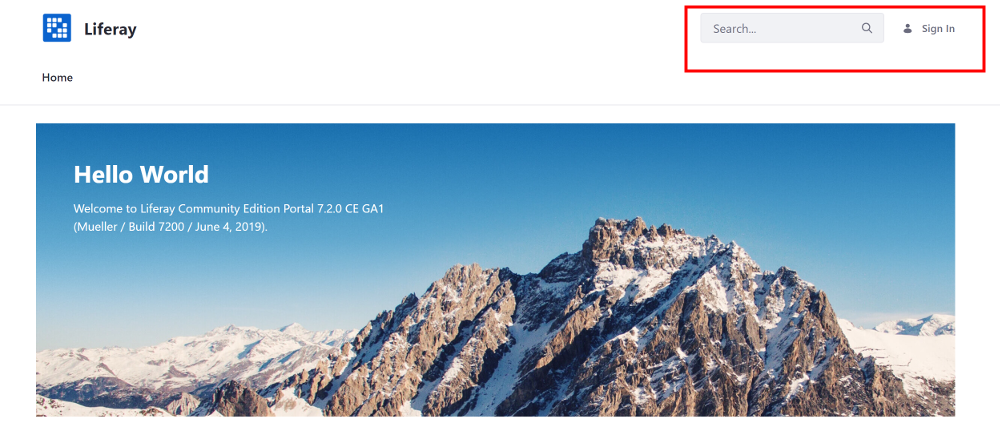 Liferay
Search...
Sign In
Home
Hello World
Welcome to Liferay Community Edition Portal 7.2.0 CE GA1
(Mueller / Build 7200 / June 4, 2019).